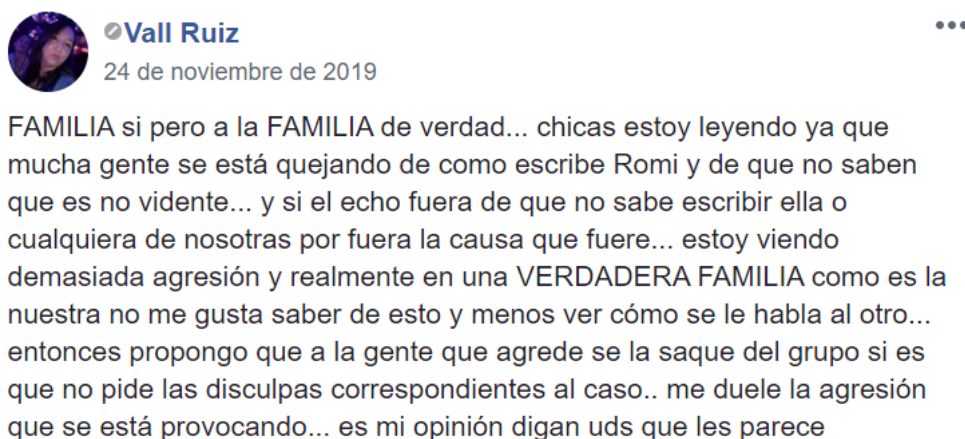 Vall Ruiz
24 de noviembre de 2019
FAMILIA si pero a la FAMILIA de verdad... chicas estoy leyendo ya que
mucha gente se está quejando de como escribe Romi y de que no saben
que es no vidente... y si el echo fuera de que no sabe escribir ella o
cualquiera de nosotras por fuera la causa que fuere... estoy viendo
demasiada agresión y realmente en una VERDADERA FAMILIA como es la
nuestra no me gusta saber de esto y menos ver cómo se le habla al otro...
entonces propongo que a la gente que agrede se la saque del grupo si es
que no pide las disculpas correspondientes al caso.. me duele la agresión
que se está provocando... es mi opinión digan uds que les parece